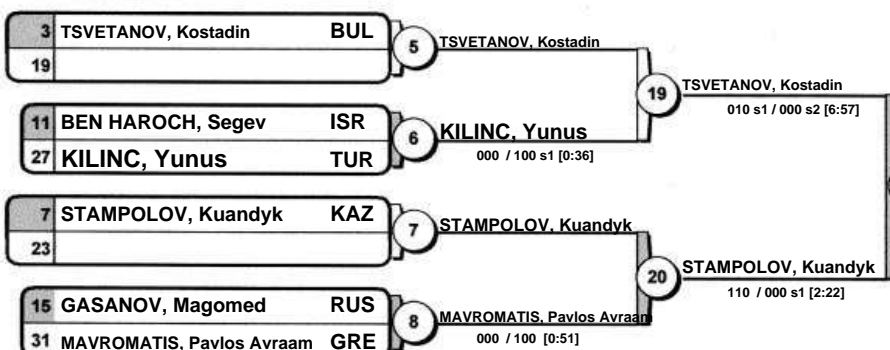 3 TSVETANOV, Kostadin BUL
19
5
TSVETANOV, Kostadin
11 BEN HAROCH, Segev ISR
27 KILINC, Yunus TUR
6
KILINC, Yunus
000 / 100 s1 [0:36]
19
TSVETANOV, Kostadin
010 s1 / 000 s2 [6:57]
7 STAMPOLOV, Kuandyk KAZ
23
7
STAMPOLOV, Kuandyk
15 GASANOV, Magomed RUS
31 MAVROMATIS, Pavlos Avraam GRE
8
MAVROMATIS, Pavlos Avraam
000 / 100 [0:51]
20
STAMPOLOV, Kuandyk
110 / 000 s1 [2:22]